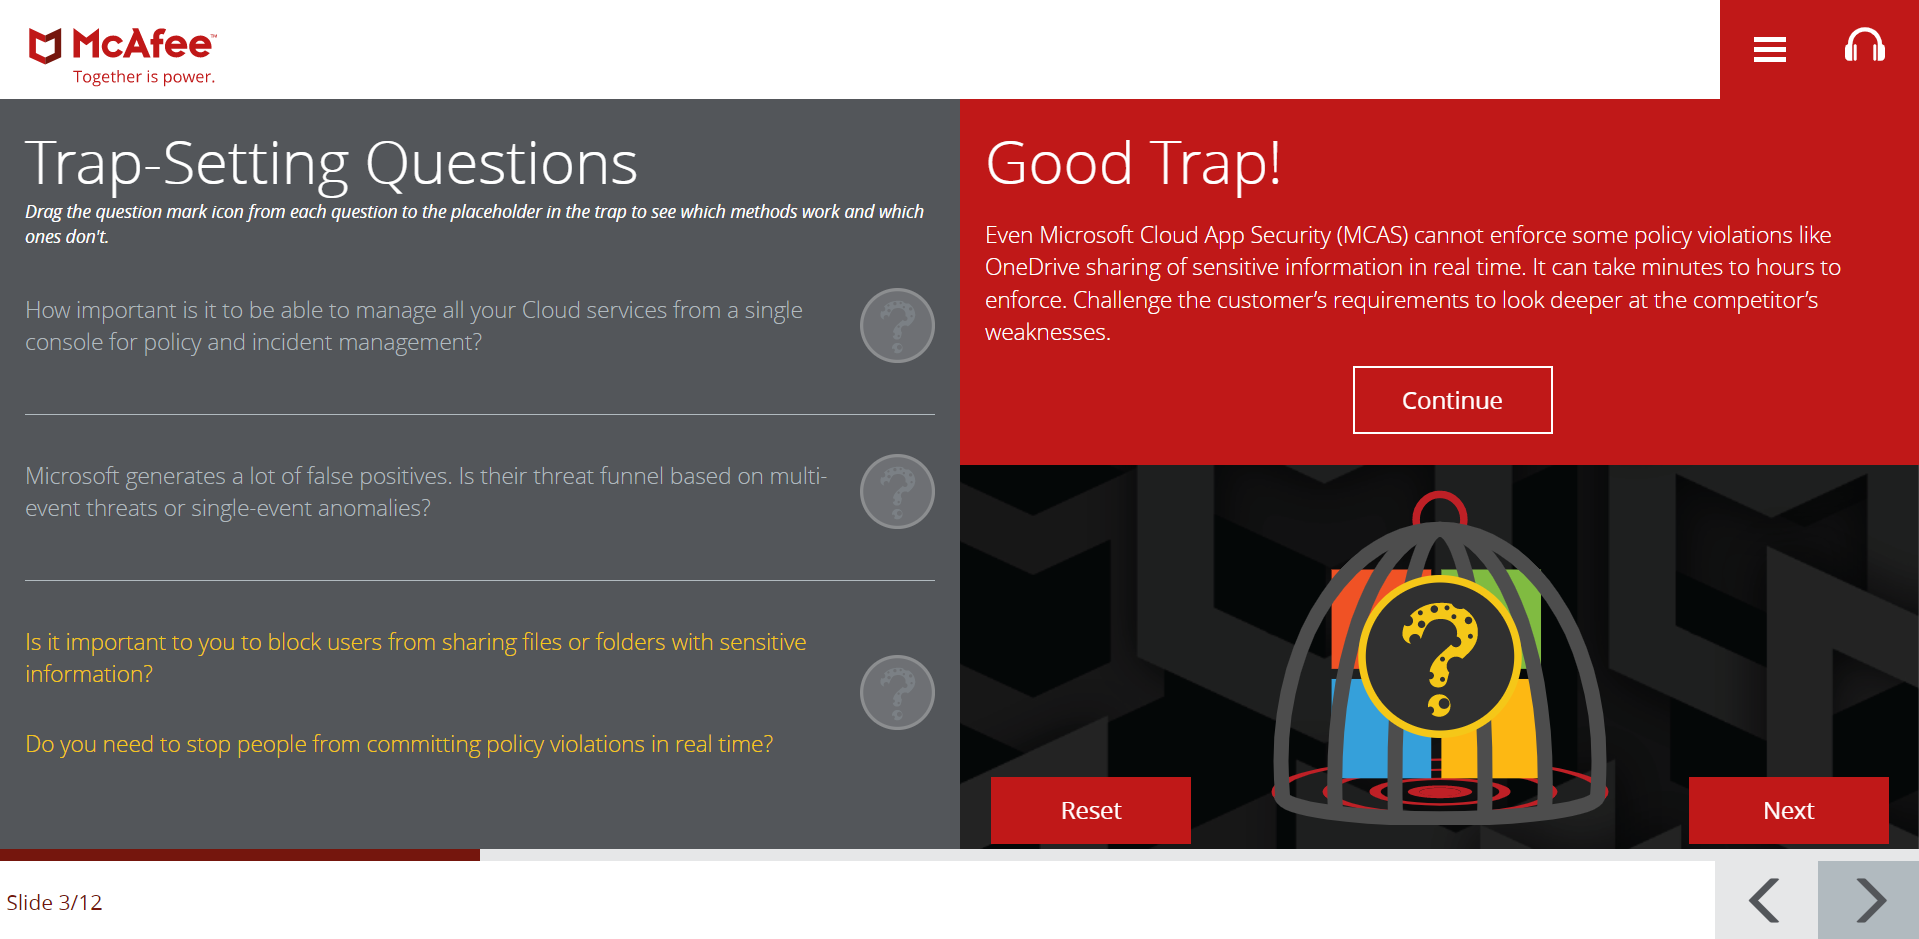 McAfee™
Together is power.
Trap-Setting Questions
Drag the question mark icon from each question to the placeholder in the trap to see which methods work and which
ones don't.
How important is it to be able to manage all your Cloud services from a single
console for policy and incident management?
?
Microsoft generates a lot of false positives. Is their threat funnel based on multi-
event threats or single-event anomalies?
?
Is it important to you to block users from sharing files or folders with sensitive
information?
?
Do you need to stop people from committing policy violations in real time?
Good Trap!
Even Microsoft Cloud App Security (MCAS) cannot enforce some policy violations like
OneDrive sharing of sensitive information in real time. It can take minutes to hours to
enforce. Challenge the customer’s requirements to look deeper at the competitor’s
weaknesses.
Continue
?
Reset
Next
Slide 3/12